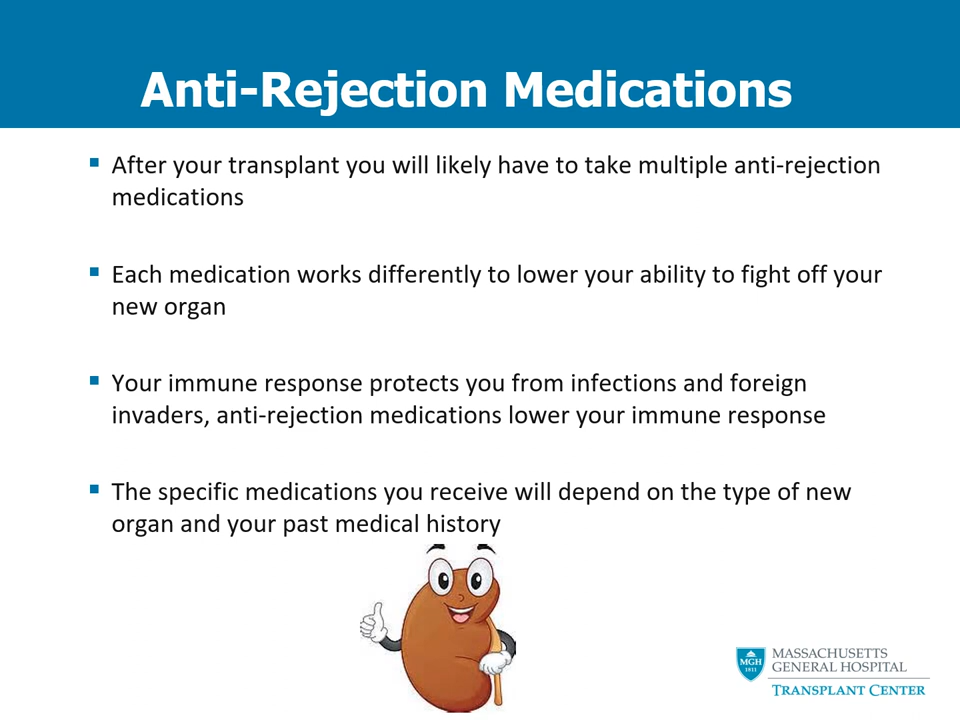 Anti-Rejection Medications
▪ After your transplant you will likely have to take multiple anti-rejection
medications
▪ Each medication works differently to lower your ability to fight off your
new organ
▪ Your immune response protects you from infections and foreign
invaders, anti-rejection medications lower your immune response
▪ The specific medications you receive will depend on the type of new
organ and your past medical history
MGH
1811
MASSACHUSETTS
GENERAL HOSPITAL
TRANSPLANT CENTER